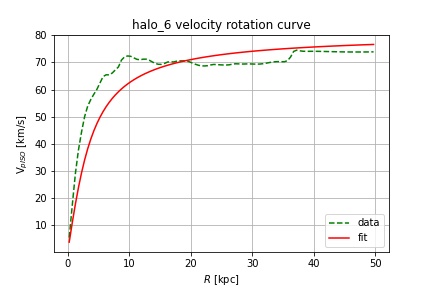 halo_6 velocity rotation curve
80
70
60
50
40
30
20
10
V_pISO [km/s]
0
10
20
30
40
50
R [kpc]
data
fit